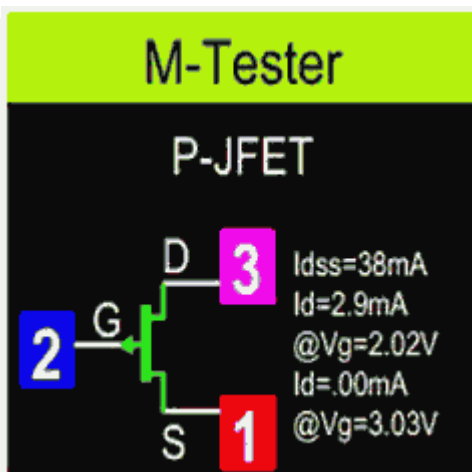 M-Tester
P-JFET
D
3
Idss=38mA
Id=2.9mA
2
G
@Vg=2.02V
Id=.00mA
S
1
@Vg=3.03V